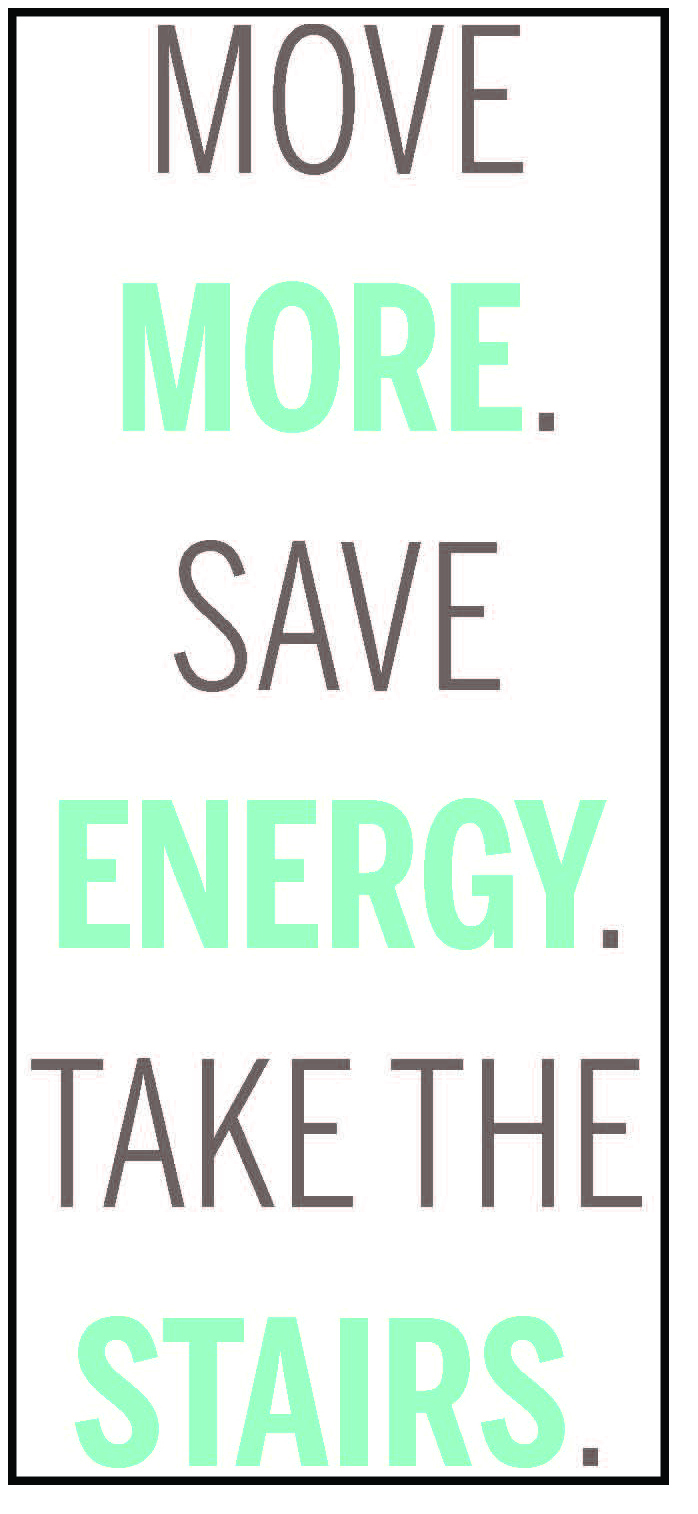 MOVE
MORE.
SAVE
ENERGY.
TAKE THE
STAIRS.